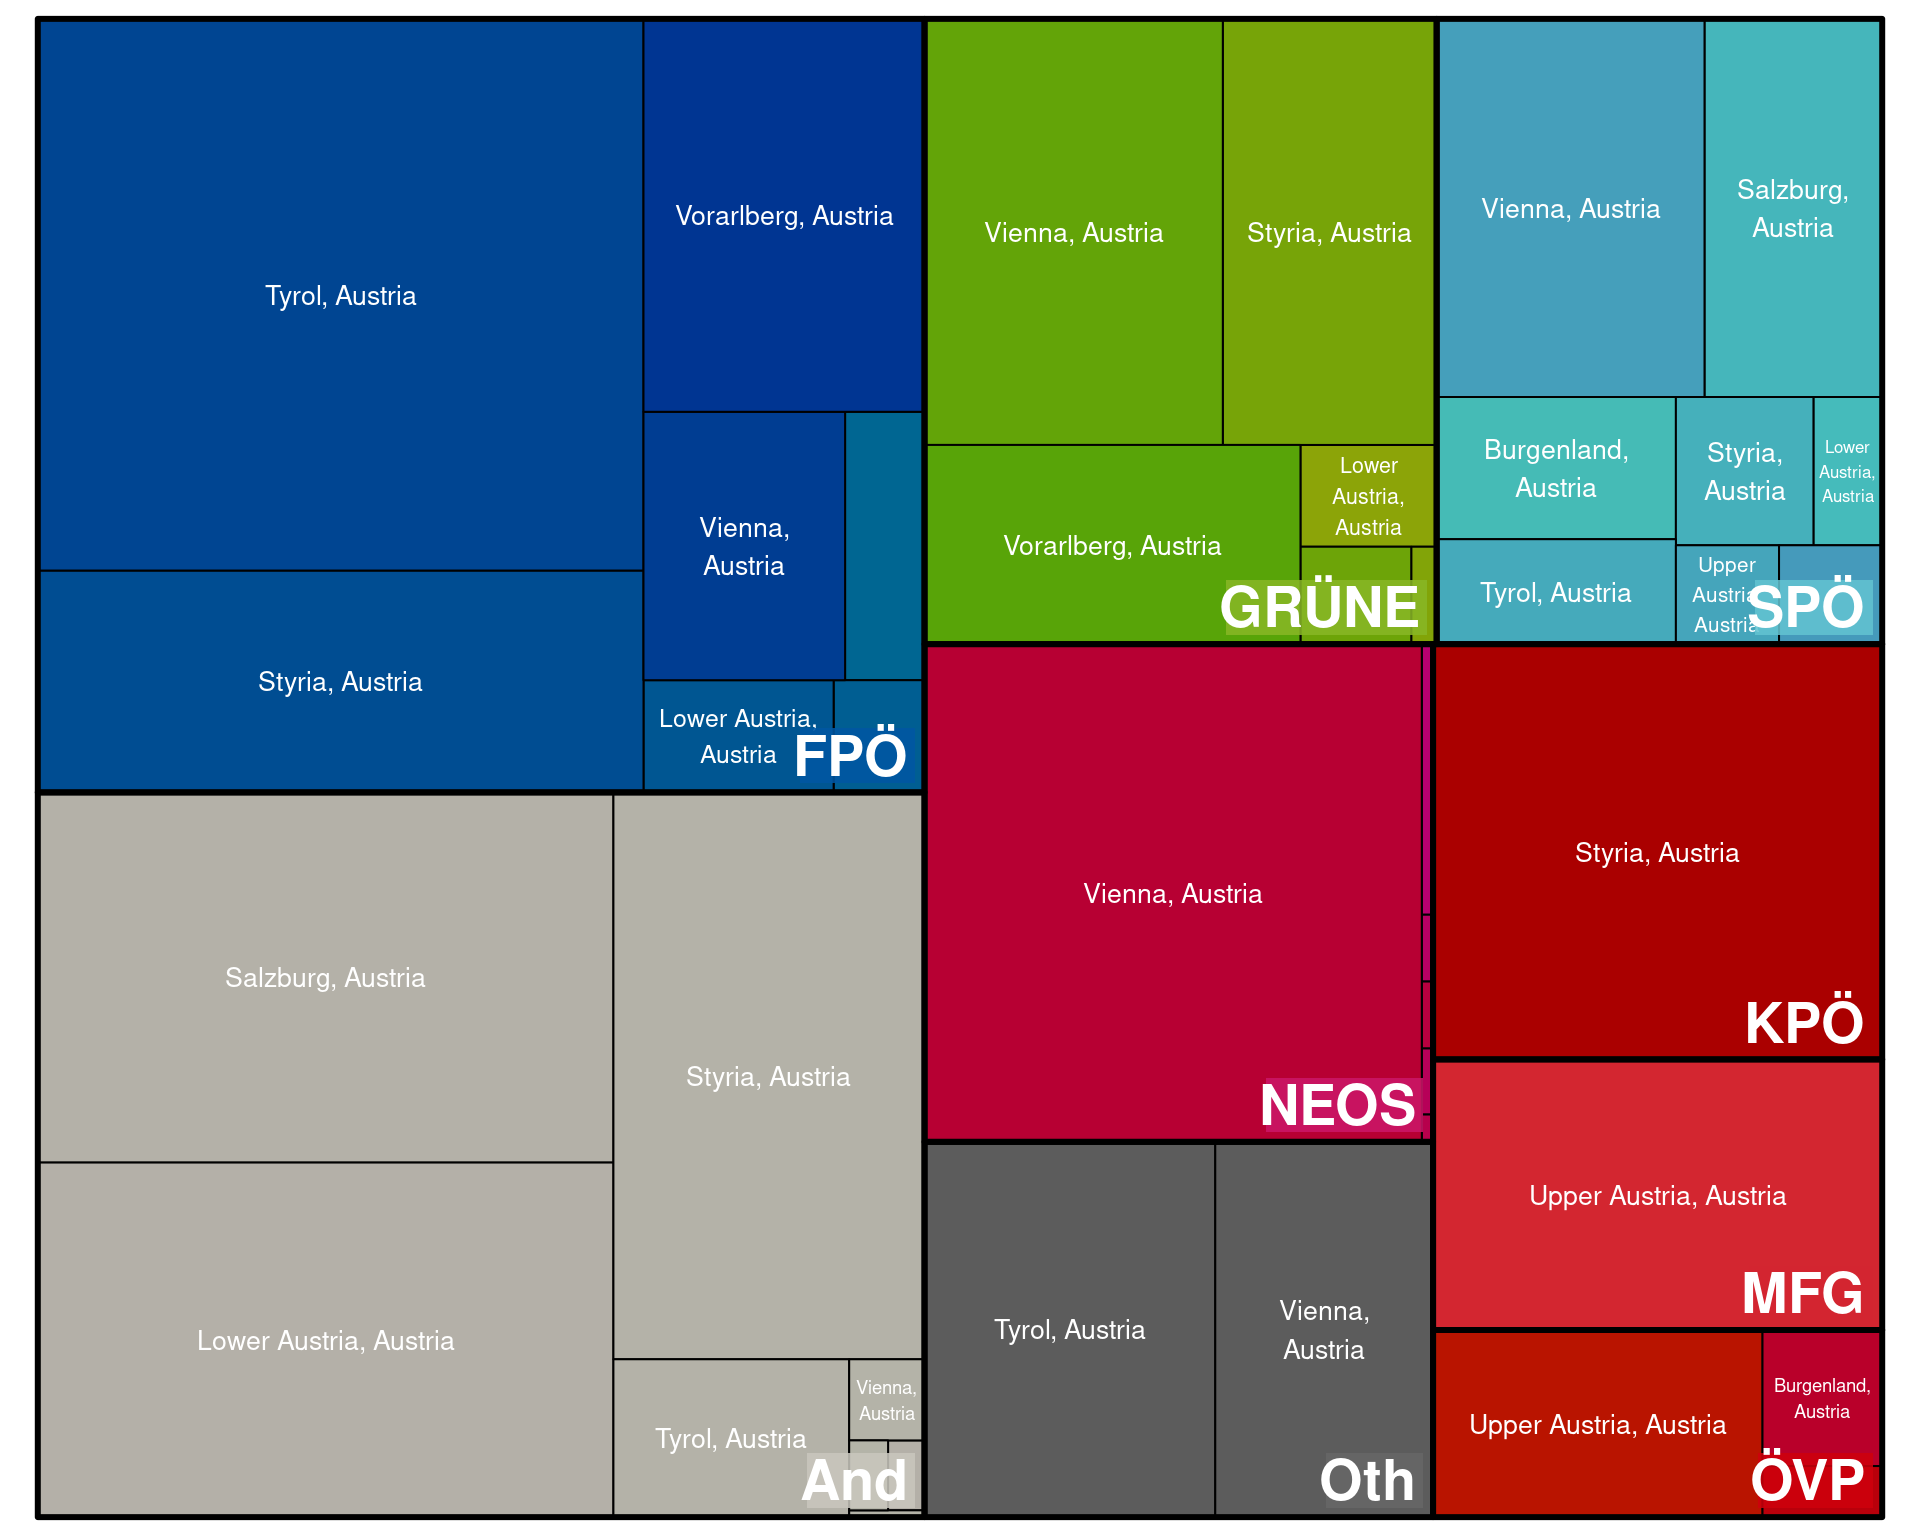 Tyrol, Austria
Styria, Austria
Vorarlberg, Austria
Vienna,
Austria
Lower Austria,
Austria
FPÖ
Salzburg, Austria
Lower Austria, Austria
Styria, Austria
Tyrol, Austria
Vienna,
Austria
And
Vienna, Austria
Styria, Austria
Vorarlberg, Austria
Lower
Austria,
Austria
GRÜNE
Vienna, Austria
Salzburg,
Austria
Burgenland,
Austria
Styria,
Austria
Lower
Austria,
Austria
Tyrol, Austria
Upper
Austria,
Austria
SPÖ
Vienna, Austria
NEOS
Styria, Austria
KPÖ
Tyrol, Austria
Vienna,
Austria
Oth
Upper Austria, Austria
MFG
Upper Austria, Austria
Burgenland,
Austria
ÖVP